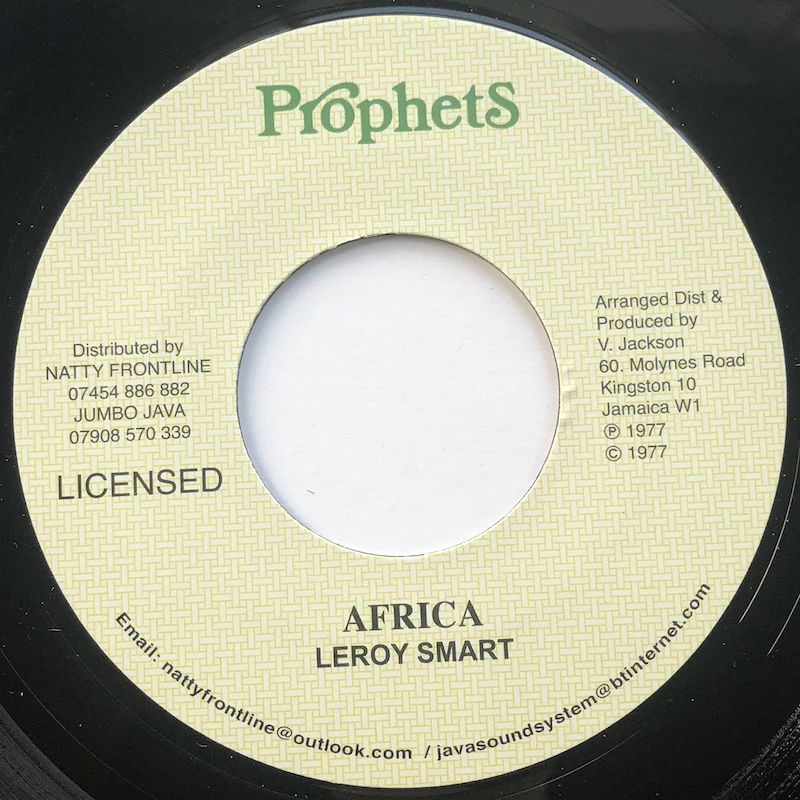 Prophets
Distributed by
NATTY FRONTLINE
07454 886 882
JUMBO JAVA
07908 570 339
LICENSED
Arranged Dist &
Produced by
V. Jackson
60. Molynes Road
Kingston 10
Jamaica W1
℗ 1977
© 1977
AFRICA
LEROY SMART
Email: nattyfrontline@outlook.com / javasoundsystem@btinternet.com